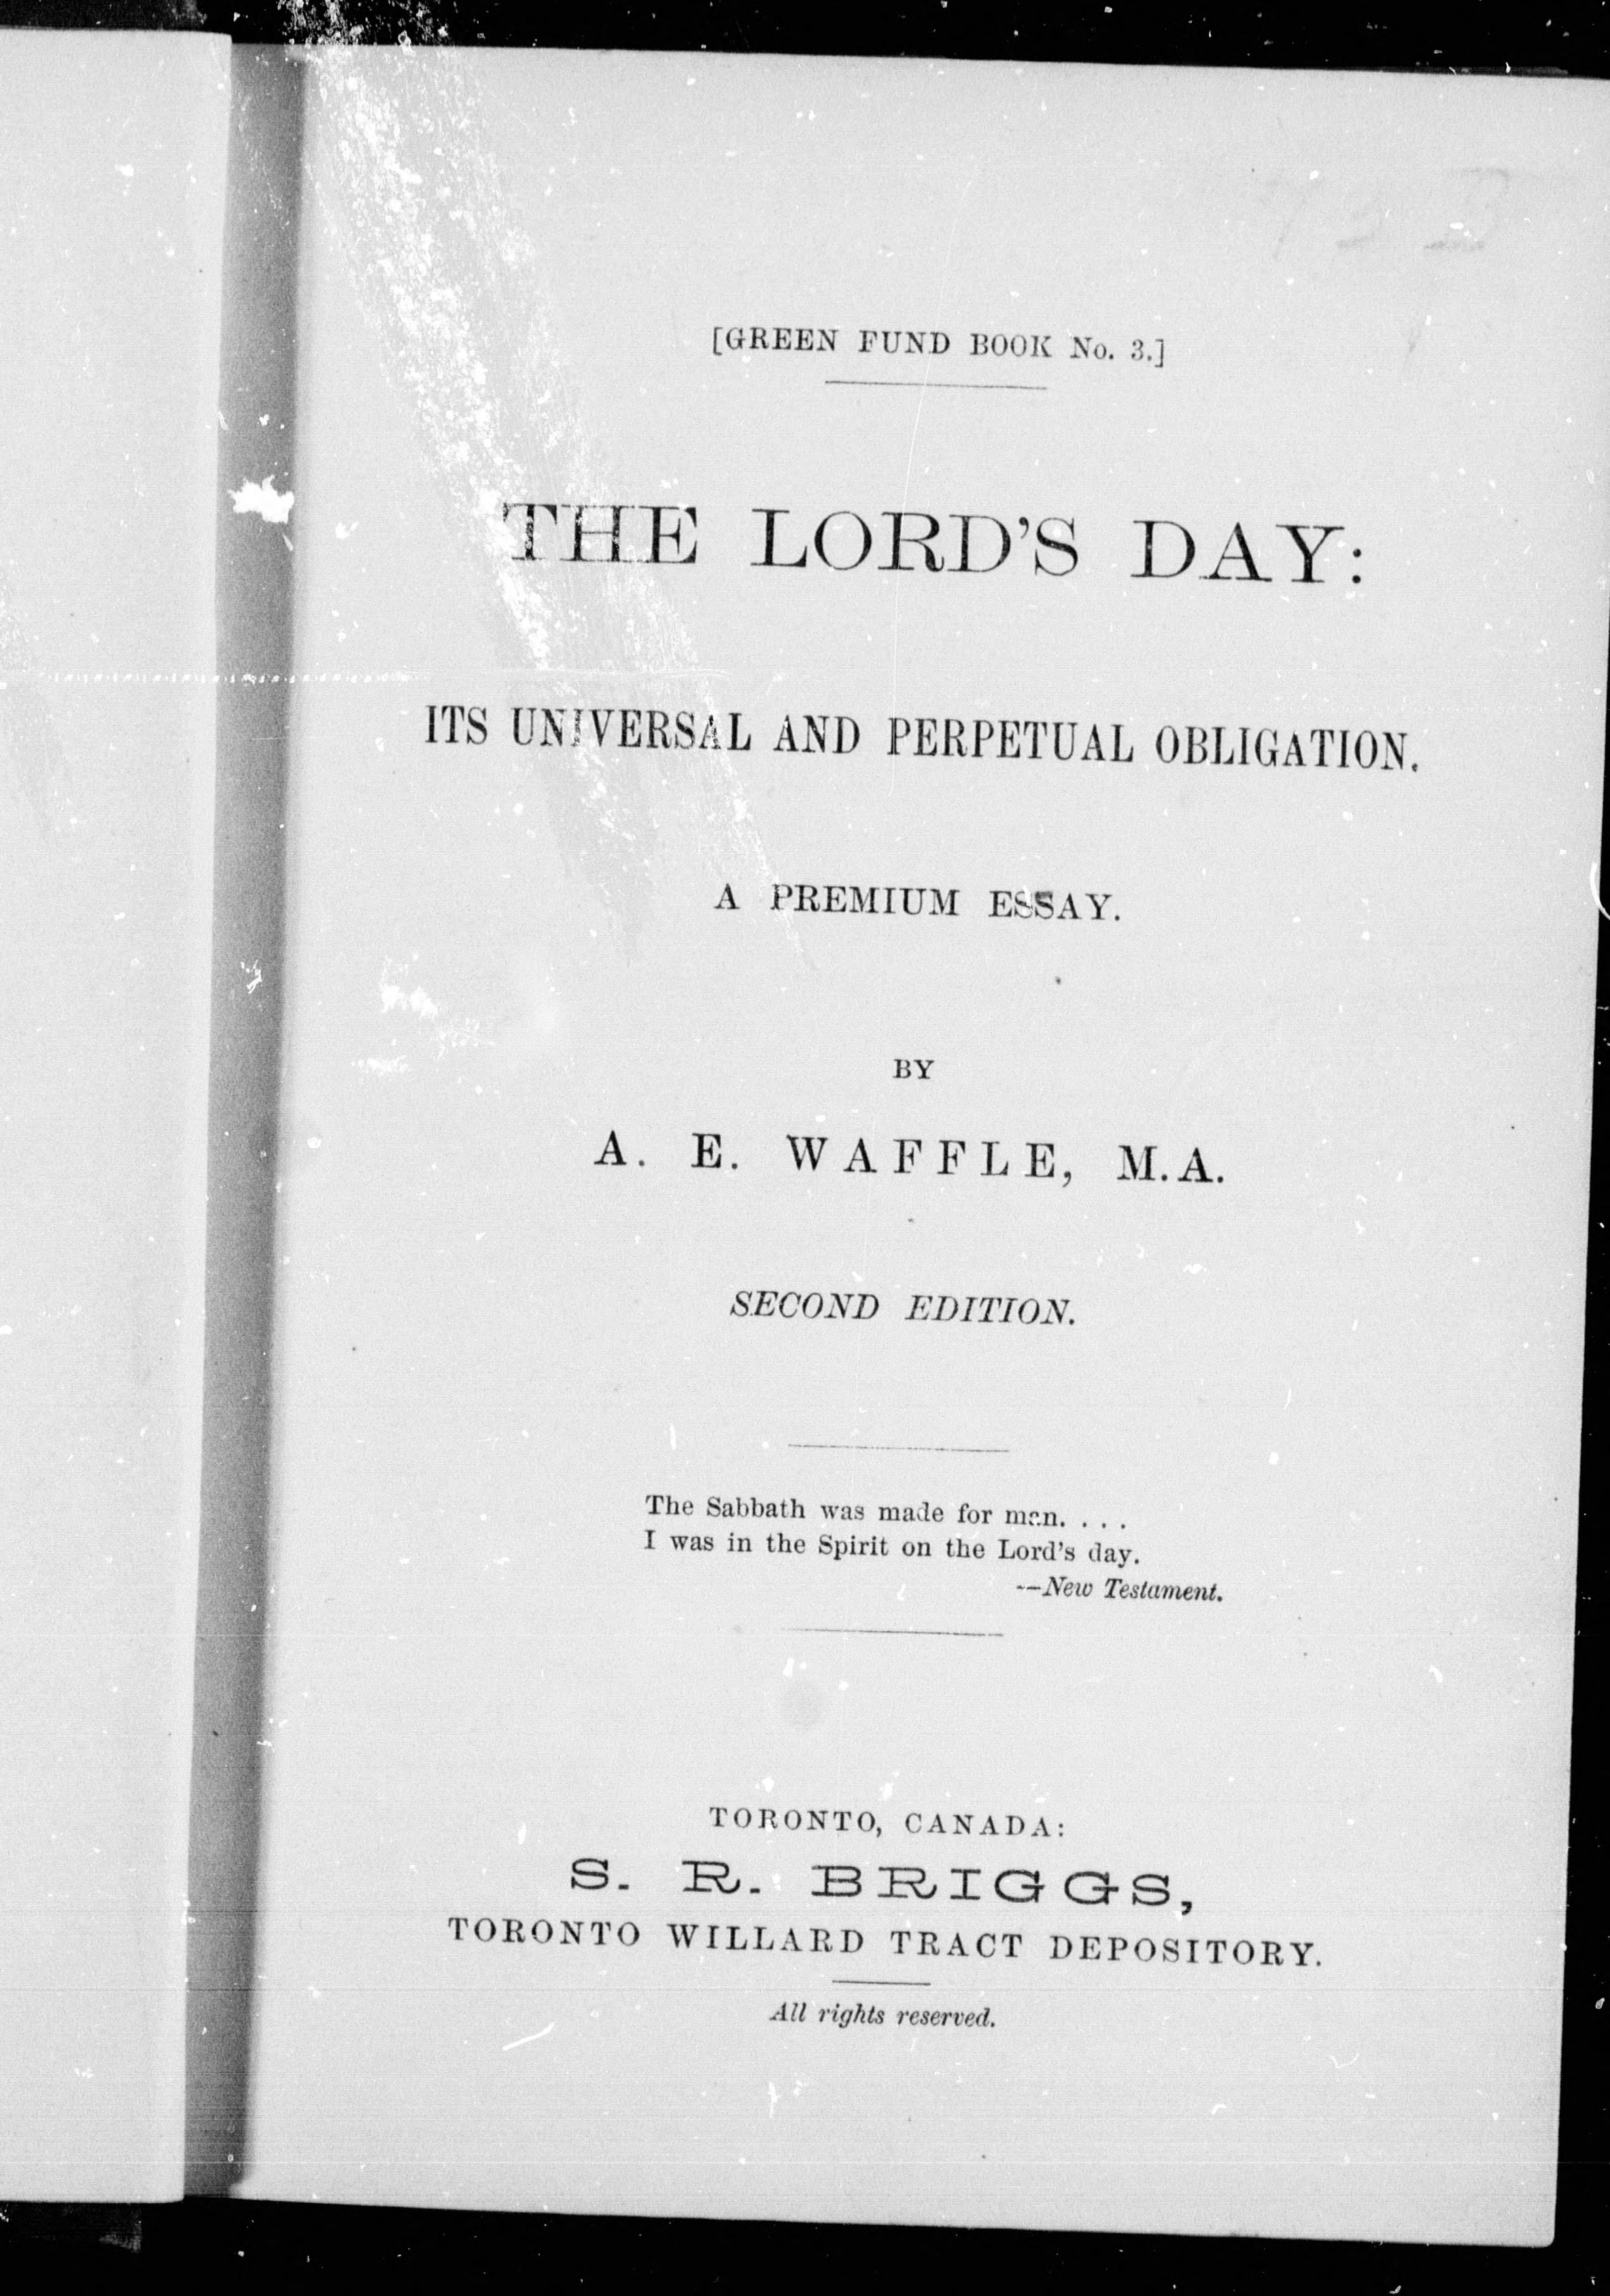 [GREEN FUND BOOK No. 3.]
THE LORD'S DAY:
ITS UNIVERSAL AND PERPETUAL OBLIGATION.
A PREMIUM ESSAY.
BY
A. E. WAFFLE, M.A.
SECOND EDITION.
The Sabbath was made for man. . . .
I was in the Spirit on the Lord's day.
--New Testament.
TORONTO, CANADA:
S. R. BRIGGS,
TORONTO WILLARD TRACT DEPOSITORY.
All rights reserved.